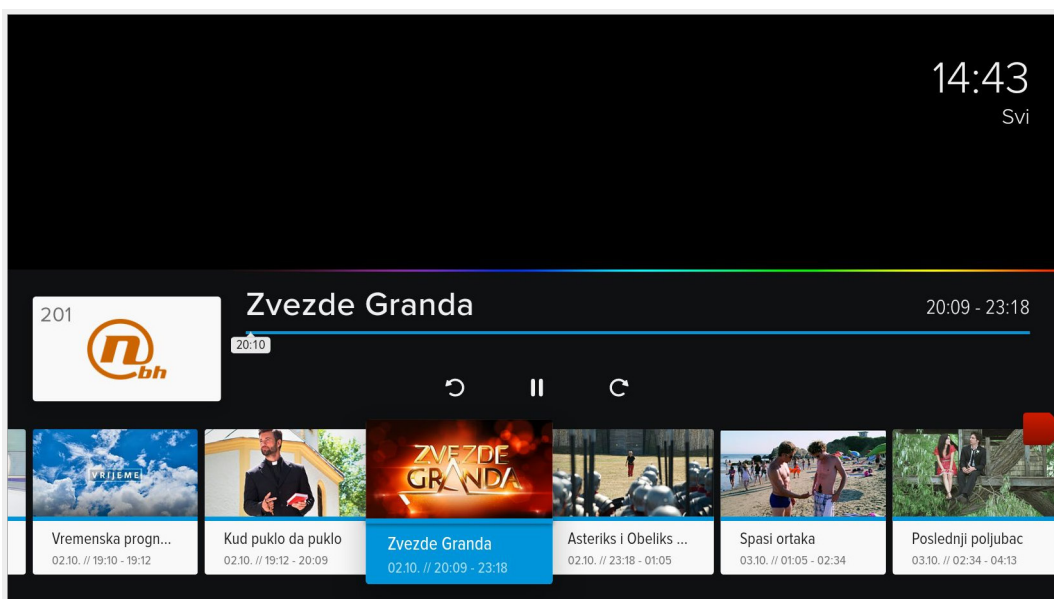 14:43
Svi
201
n
bh
Zvezde Granda
20:09 - 23:18
20:10
VRIJEME
ZVEZDE
GRANDA
Vremenska progn...
02.10. // 19:10 - 19:12
Kud puklo da puklo
02.10. // 19:12 - 20:09
Zvezde Granda
02.10. // 20:09 - 23:18
Asteriks i Obeliks ...
02.10. // 23:18 - 01:05
Spasi ortaka
03.10. // 01:05 - 02:34
Poslednji poljubac
03.10. // 02:34 - 04:13